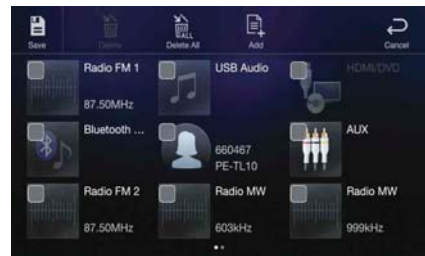 Save
Delete
ALL
Delete All
Add
Cancel
Radio FM 1
87.50MHz
USB Audio
HDMI/DVD
Bluetooth ...
660467
PE-TL10
AUX
Radio FM 2
87.50MHz
Radio MW
603kHz
Radio MW
999kHz